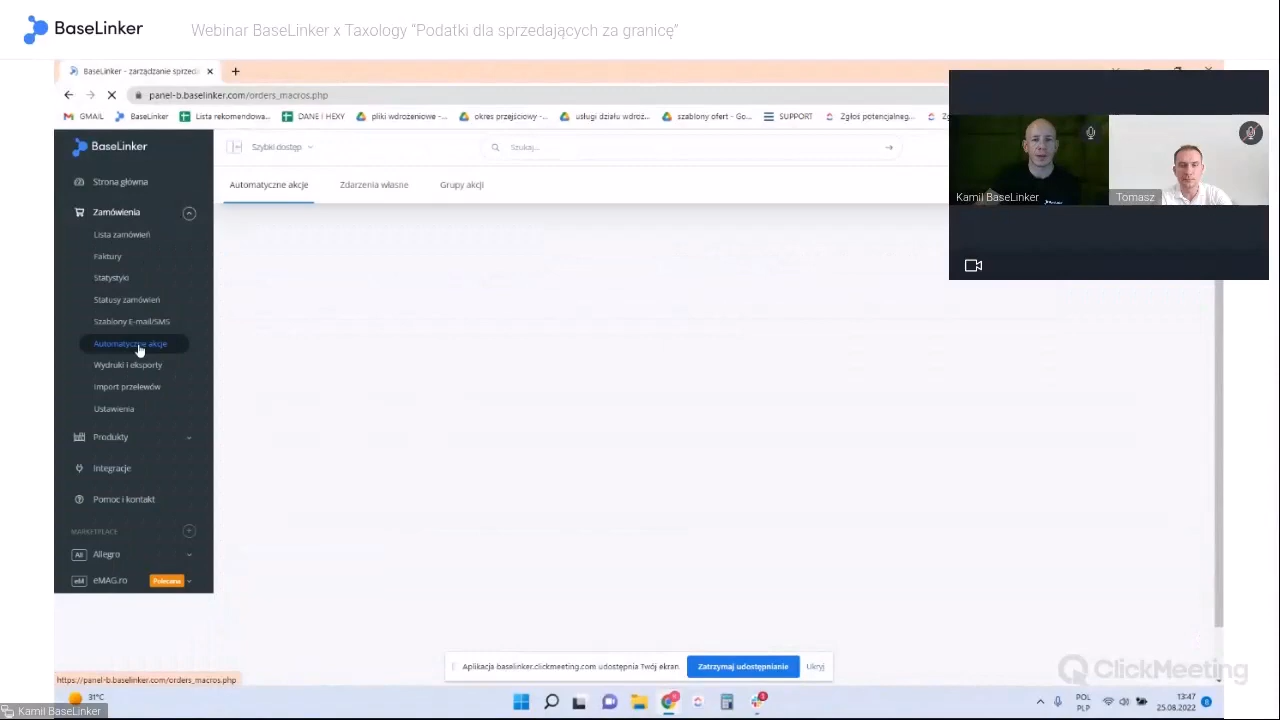 BaseLinker
Webinar BaseLinker x Taxology “Podatki dla sprzedających za granicę”
BaseLinker - zarządzanie sprzed
panel-b.baselinker.com/orders_macros.php
GMAIL
BaseLinker
Lista rekomendowa...
DANE I HEXY
pliki wdrożeniowe - ...
okres przejściowy - ...
usługi działu wdroż...
szablony ofert - Go...
SUPPORT
Zgłoś potencjalneg...
BaseLinker
Szybki dostęp
Szukaj...
Strona główna
Automatyczne akcje
Zdarzenia własne
Grupy akcji
Kamil BaseLinker
Tomasz
Zamówienia
Lista zamówień
Faktury
Statystyki
Statusy zamówień
Szablony E-mail/SMS
Automatyczne akcje
Wydruki i eksporty
Import przelewów
Ustawienia
Produkty
Integracje
Pomoc i kontakt
MARKETPLACE
All Allegro
eM eMAG.ro Polecane
Aplikacja baselinker.clickmeeting.com udostępnia Twój ekran.
Zatrzymaj udostępnianie
Ukryj
ClickMeeting
https://panel-b.baselinker.com/orders_macros.php
31°C
Kamil BaseLinker
POL
PLP
13:47
25.08.2022